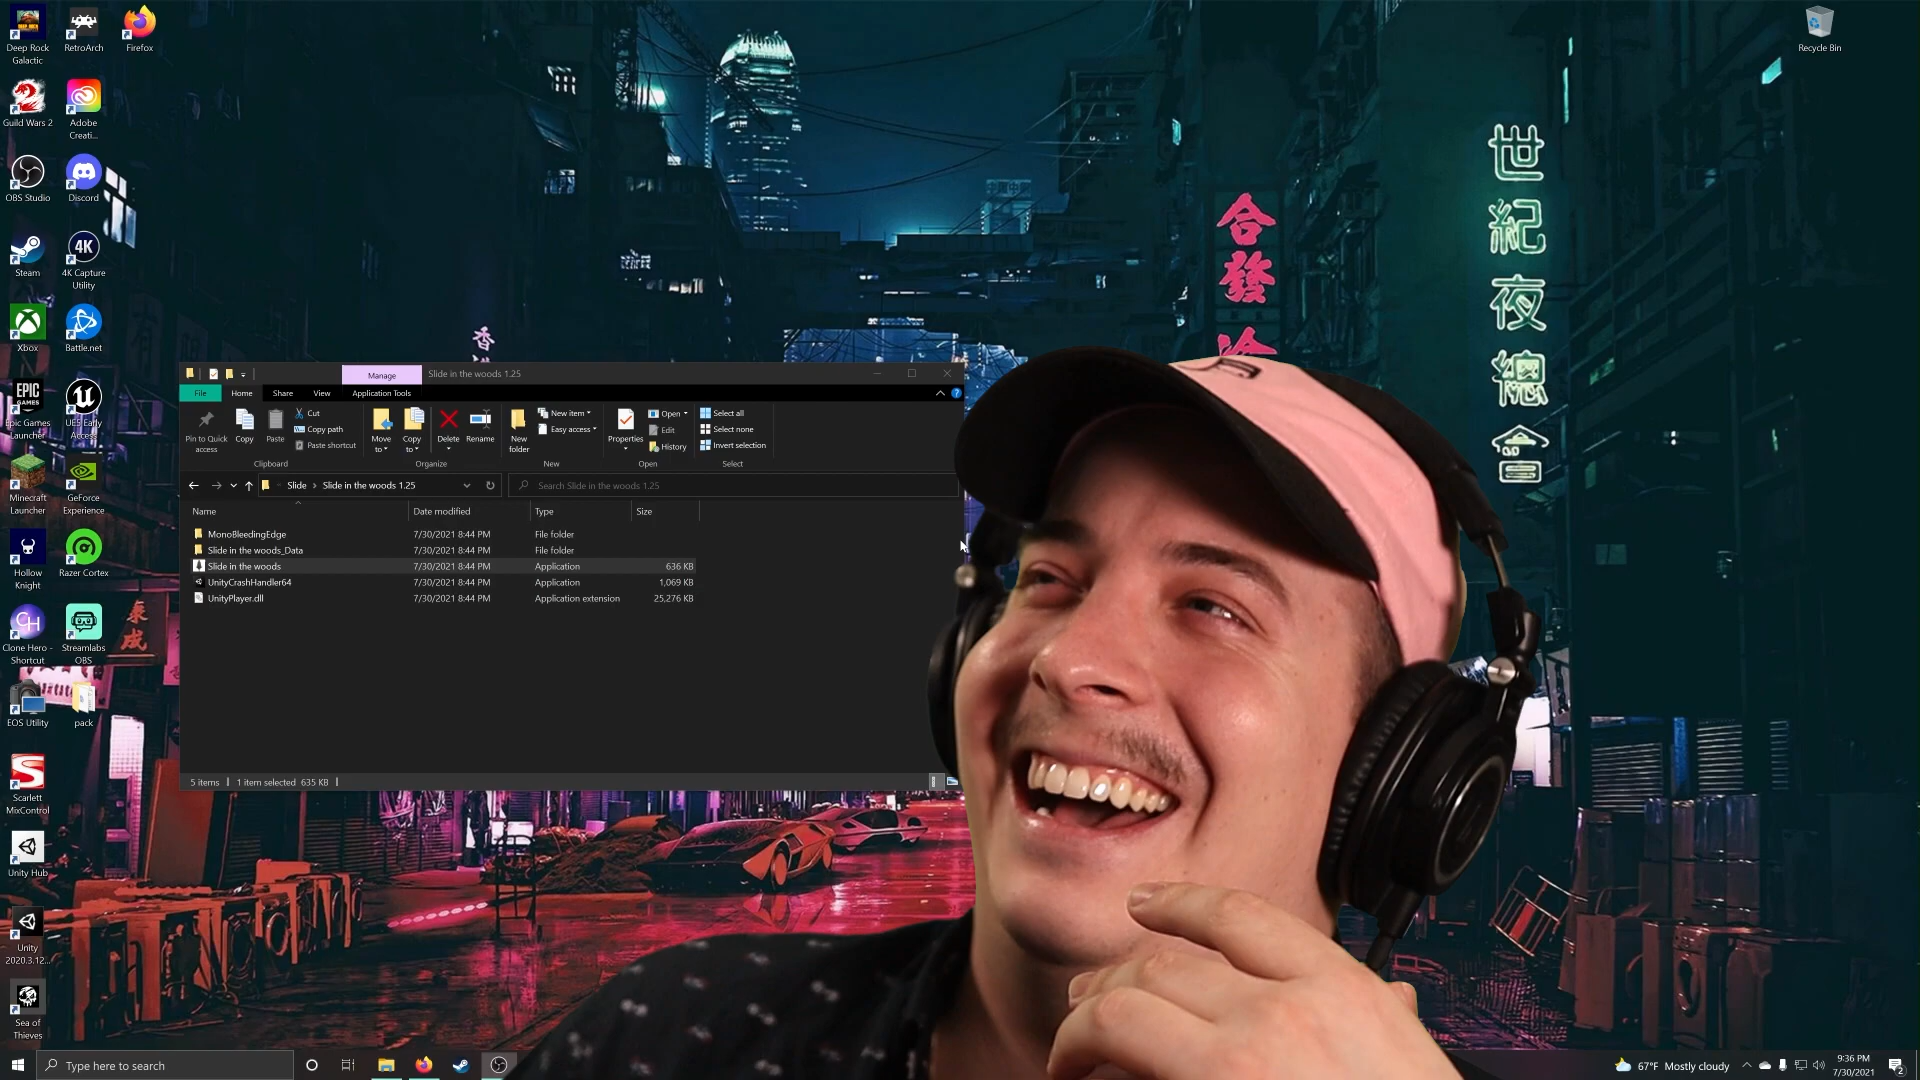 Deep Rock
Galactic
RetroArch
Firefox
Recycle Bin
Guild Wars 2
Adobe
Creati...
OBS Studio
Discord
Steam
4K
4K Capture
Utility
Xbox
Battle.net
EPIC
GAMES
Epic Games
Launcher
UE5 Early
Access
Minecraft
Launcher
GeForce
Experience
Hollow
Knight
Razer Cortex
CH
Clone Hero -
Shortcut
Streamlabs
OBS
EOS Utility
pack
Scarlett
MixControl
Unity Hub
Unity
2020.3.12...
Sea of
Thieves
世紀夜總會
合發
香
Manage
Slide in the woods 1.25
File
Home
Share
View
Application Tools
Pin to Quick
access
Copy
Paste
Cut
Copy path
Paste shortcut
Clipboard
Move
to
Copy
to
Delete
Rename
Organize
New
folder
New item
Easy access
New
Properties
Open
Edit
History
Open
Select all
Select none
Invert selection
Select
Slide › Slide in the woods 1.25
Search Slide in the woods 1.25
Name Date modified Type Size
MonoBleedingEdge 7/30/2021 8:44 PM File folder
Slide in the woods_Data 7/30/2021 8:44 PM File folder
Slide in the woods 7/30/2021 8:44 PM Application 636 KB
UnityCrashHandler64 7/30/2021 8:44 PM Application 1,069 KB
UnityPlayer.dll 7/30/2021 8:44 PM Application extension 25,276 KB
5 items 1 item selected 635 KB
Type here to search
67°F Mostly cloudy
9:36 PM
7/30/2021
2